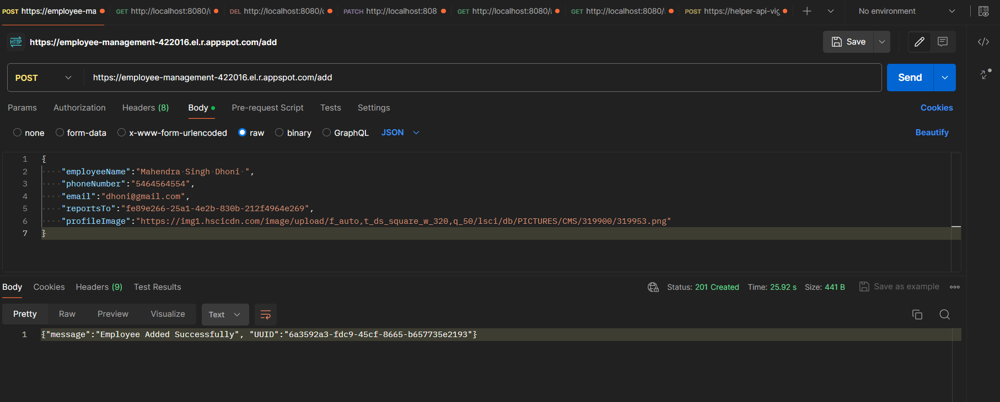 POST https://employee-ma GET http://localhost:8080/ DEL http://localhost:8080/ PATCH http://localhost:808 GET http://localhost:8080/ GET http://localhost:8080/ POST https://helper-api-vig No environment
HTTP https://employee-management-422016.el.r.appspot.com/add Save
POST https://employee-management-422016.el.r.appspot.com/add Send
Params Authorization Headers (8) Body Pre-request Script Tests Settings Cookies
none form-data x-www-form-urlencoded raw binary GraphQL JSON Beautify
1 {
2 "employeeName":"Mahendra Singh Dhoni ",
3 "phoneNumber":"5464564554",
4 "email":"dhoni@gmail.com",
5 "reportsTo":"fe89e266-25a1-4e2b-830b-212f4964e269",
6 "profileImage":"https://img1.hscicdn.com/image/upload/f_auto,t_ds_square_w_320,q_50/lsci/db/PICTURES/CMS/319900/319953.png"
7 }
Body Cookies Headers (9) Test Results Status: 201 Created Time: 25.92 s Size: 441 B Save as example
Pretty Raw Preview Visualize Text
1 {"message":"Employee Added Successfully", "UUID":"6a3592a3-fdc9-45cf-8665-b657735e2193"}